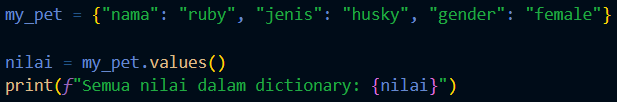 my_pet = {"nama": "ruby", "jenis": "husky", "gender": "female"}
nilai = my_pet.values()
print(f"Semua nilai dalam dictionary: {nilai}")